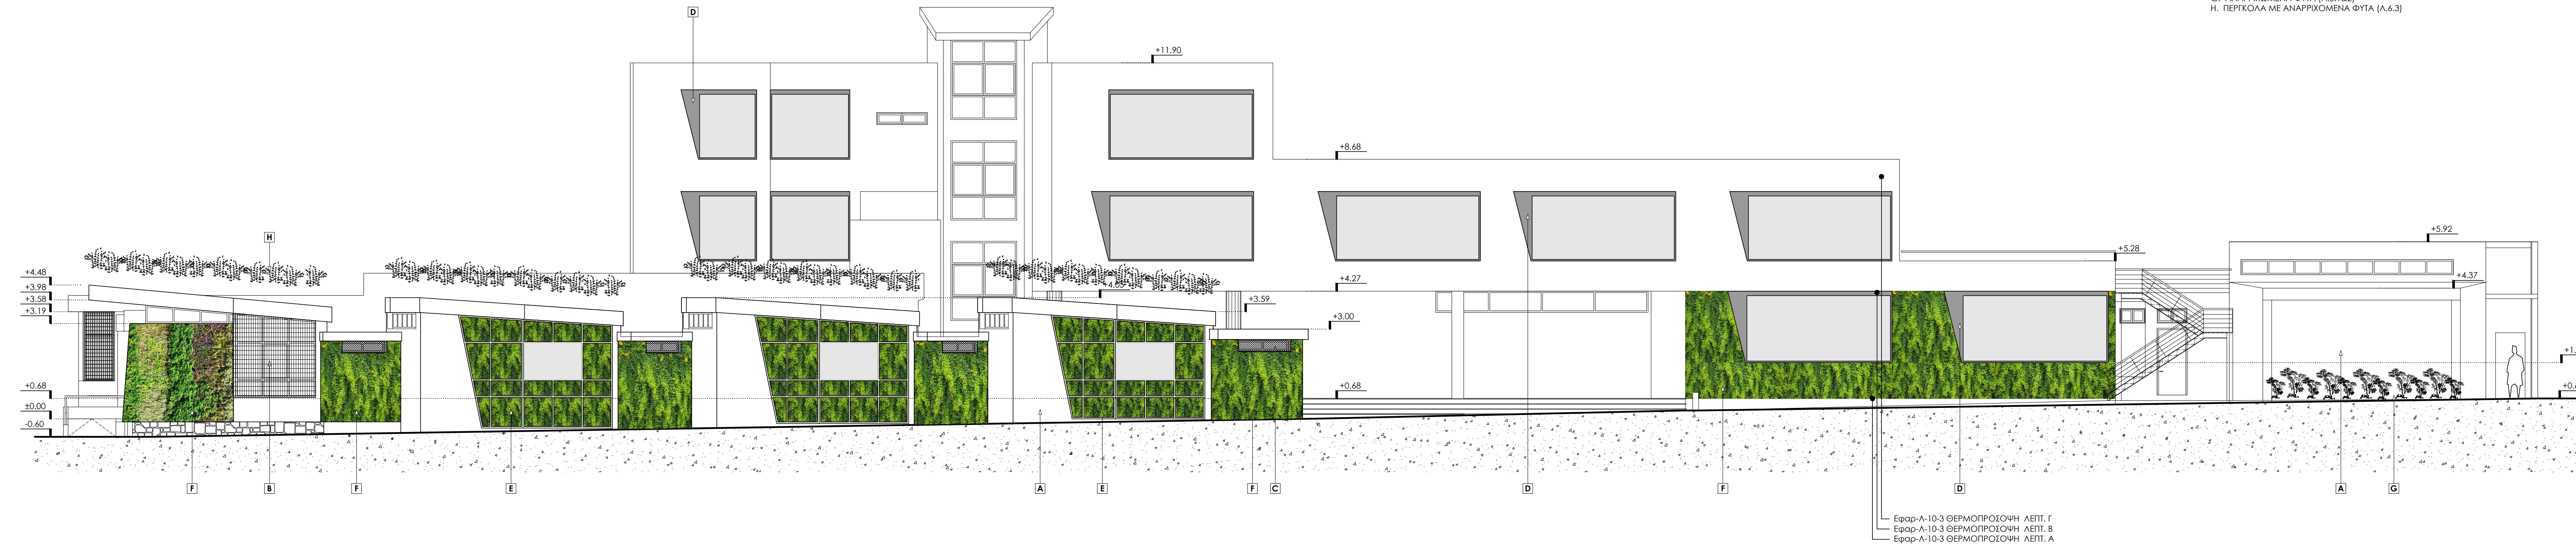 H. ΠΕΡΓΚΟΛΑ ΜΕ ΑΝΑΡΡΙΧΟΜΕΝΑ ΦΥΤΑ (Λ.6.3)
D
+11.90
+8.68
H
+5.92
+5.28
+4.48
+3.98
+3.58
+3.19
+4.27
+4.37
+3.59
+3.00
+0.68
±0.00
-0.60
+0.68
F
B
F
E
A
E
F
C
D
F
D
A
G
Εφαρ-Λ-10-3 ΘΕΡΜΟΠΡΟΣΟΨΗ ΛΕΠΤ. Γ
Εφαρ-Λ-10-3 ΘΕΡΜΟΠΡΟΣΟΨΗ ΛΕΠΤ. Β
Εφαρ-Λ-10-3 ΘΕΡΜΟΠΡΟΣΟΨΗ ΛΕΠΤ. Α